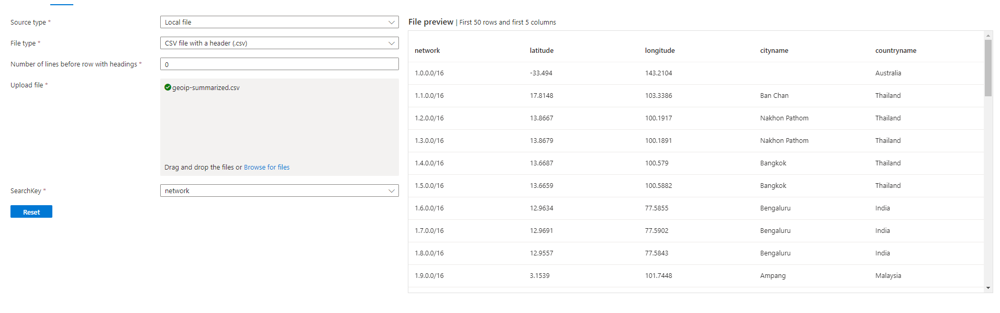 Source type *
Local file
File type *
CSV file with a header (.csv)
Number of lines before row with headings *
0
Upload file *
geoip-summarized.csv
Drag and drop the files or Browse for files
SearchKey *
network
Reset
File preview | First 50 rows and first 5 columns
network latitude longitude cityname countryname
1.0.0.0/16 -33.494 143.2104 Australia
1.1.0.0/16 17.8148 103.3386 Ban Chan Thailand
1.2.0.0/16 13.8667 100.1917 Nakhon Pathom Thailand
1.3.0.0/16 13.8679 100.1891 Nakhon Pathom Thailand
1.4.0.0/16 13.6687 100.579 Bangkok Thailand
1.5.0.0/16 13.6659 100.5882 Bangkok Thailand
1.6.0.0/16 12.9634 77.5855 Bengaluru India
1.7.0.0/16 12.9691 77.5902 Bengaluru India
1.8.0.0/16 12.9557 77.5843 Bengaluru India
1.9.0.0/16 3.1539 101.7448 Ampang Malaysia